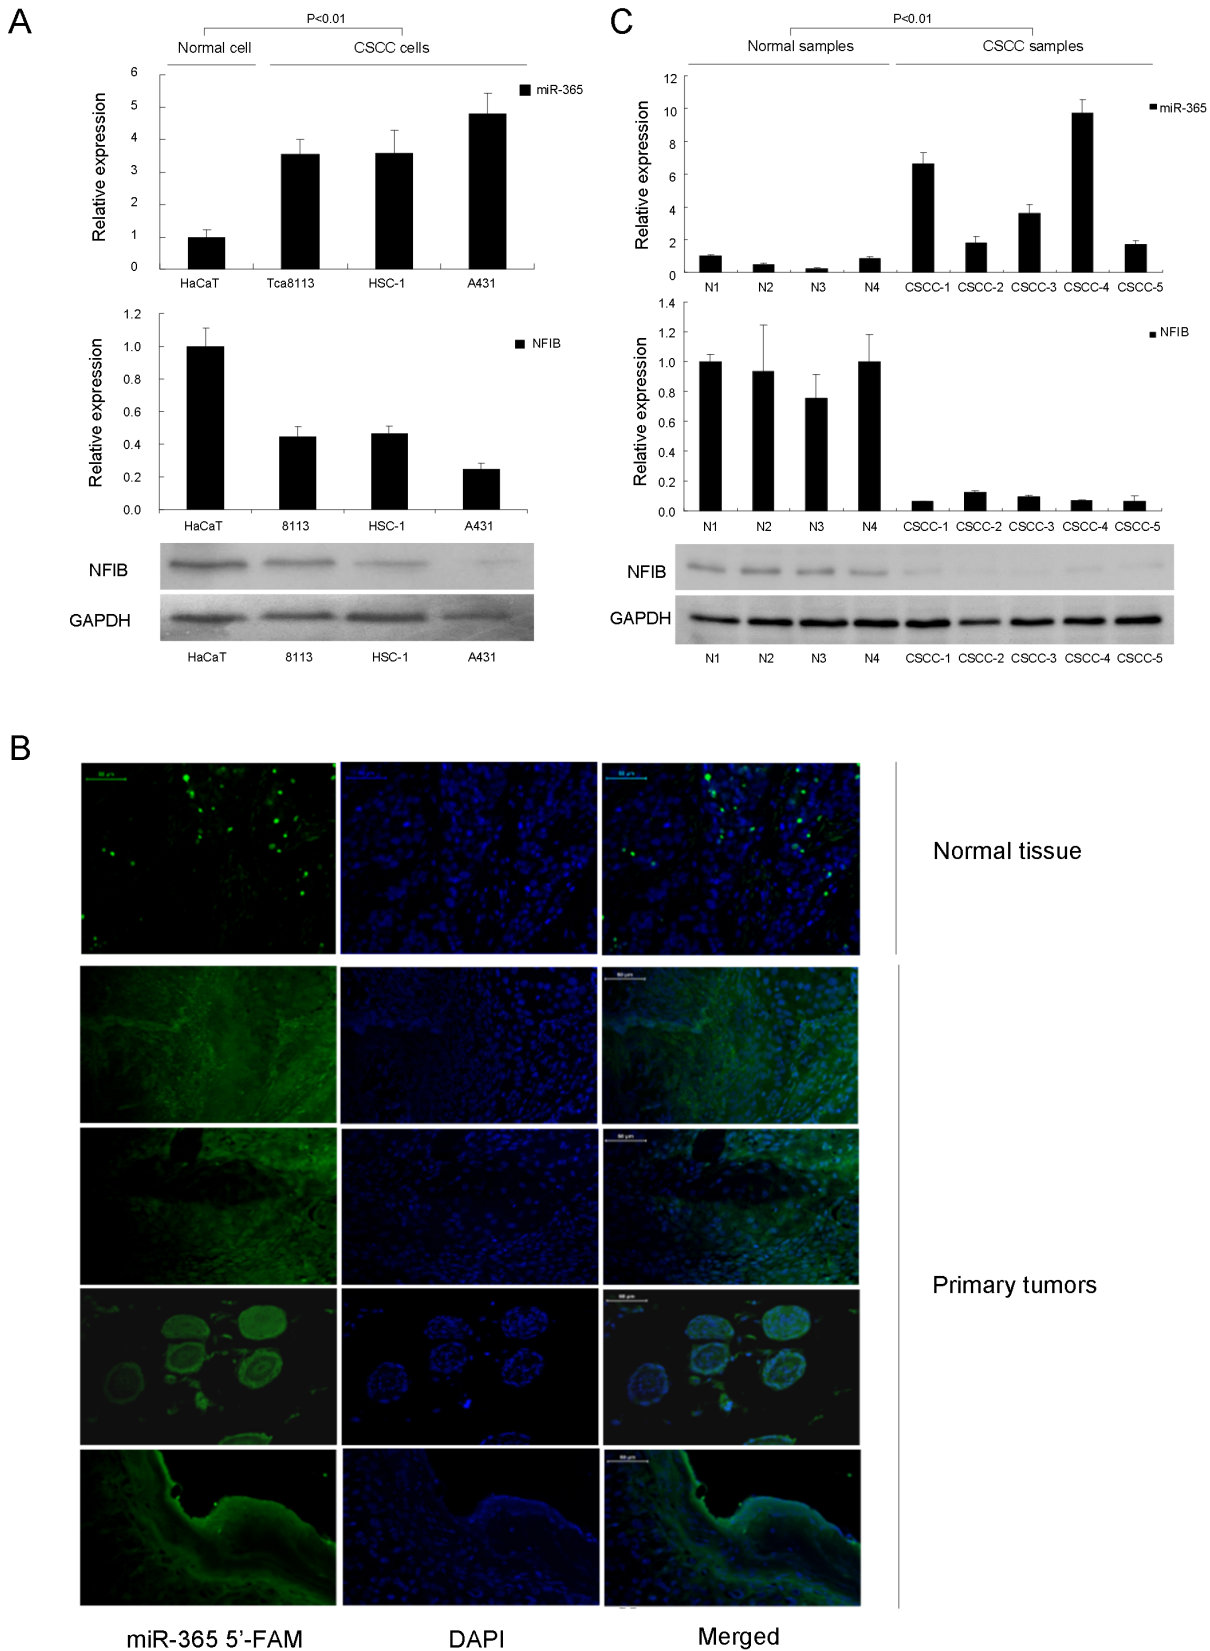 A
P<0.01
Normal cell CSCC cells
6
5
4
3
2
1
0
Relative expression
miR-365
HaCaT Tca8113 HSC-1 A431
1.2
1.0
0.8
0.6
0.4
0.2
0.0
Relative expression
NFIB
HaCaT 8113 HSC-1 A431
NFIB
GAPDH
HaCaT 8113 HSC-1 A431
C
P<0.01
Normal samples CSCC samples
12
10
8
6
4
2
0
Relative expression
miR-365
N1 N2 N3 N4 CSCC-1 CSCC-2 CSCC-3 CSCC-4 CSCC-5
1.4
1.2
1.0
0.8
0.6
0.4
0.2
0.0
Relative expression
NFIB
N1 N2 N3 N4 CSCC-1 CSCC-2 CSCC-3 CSCC-4 CSCC-5
NFIB
GAPDH
N1 N2 N3 N4 CSCC-1 CSCC-2 CSCC-3 CSCC-4 CSCC-5
B
Normal tissue
50 µm
50 µm
Primary tumors
miR-365 5'-FAM DAPI Merged